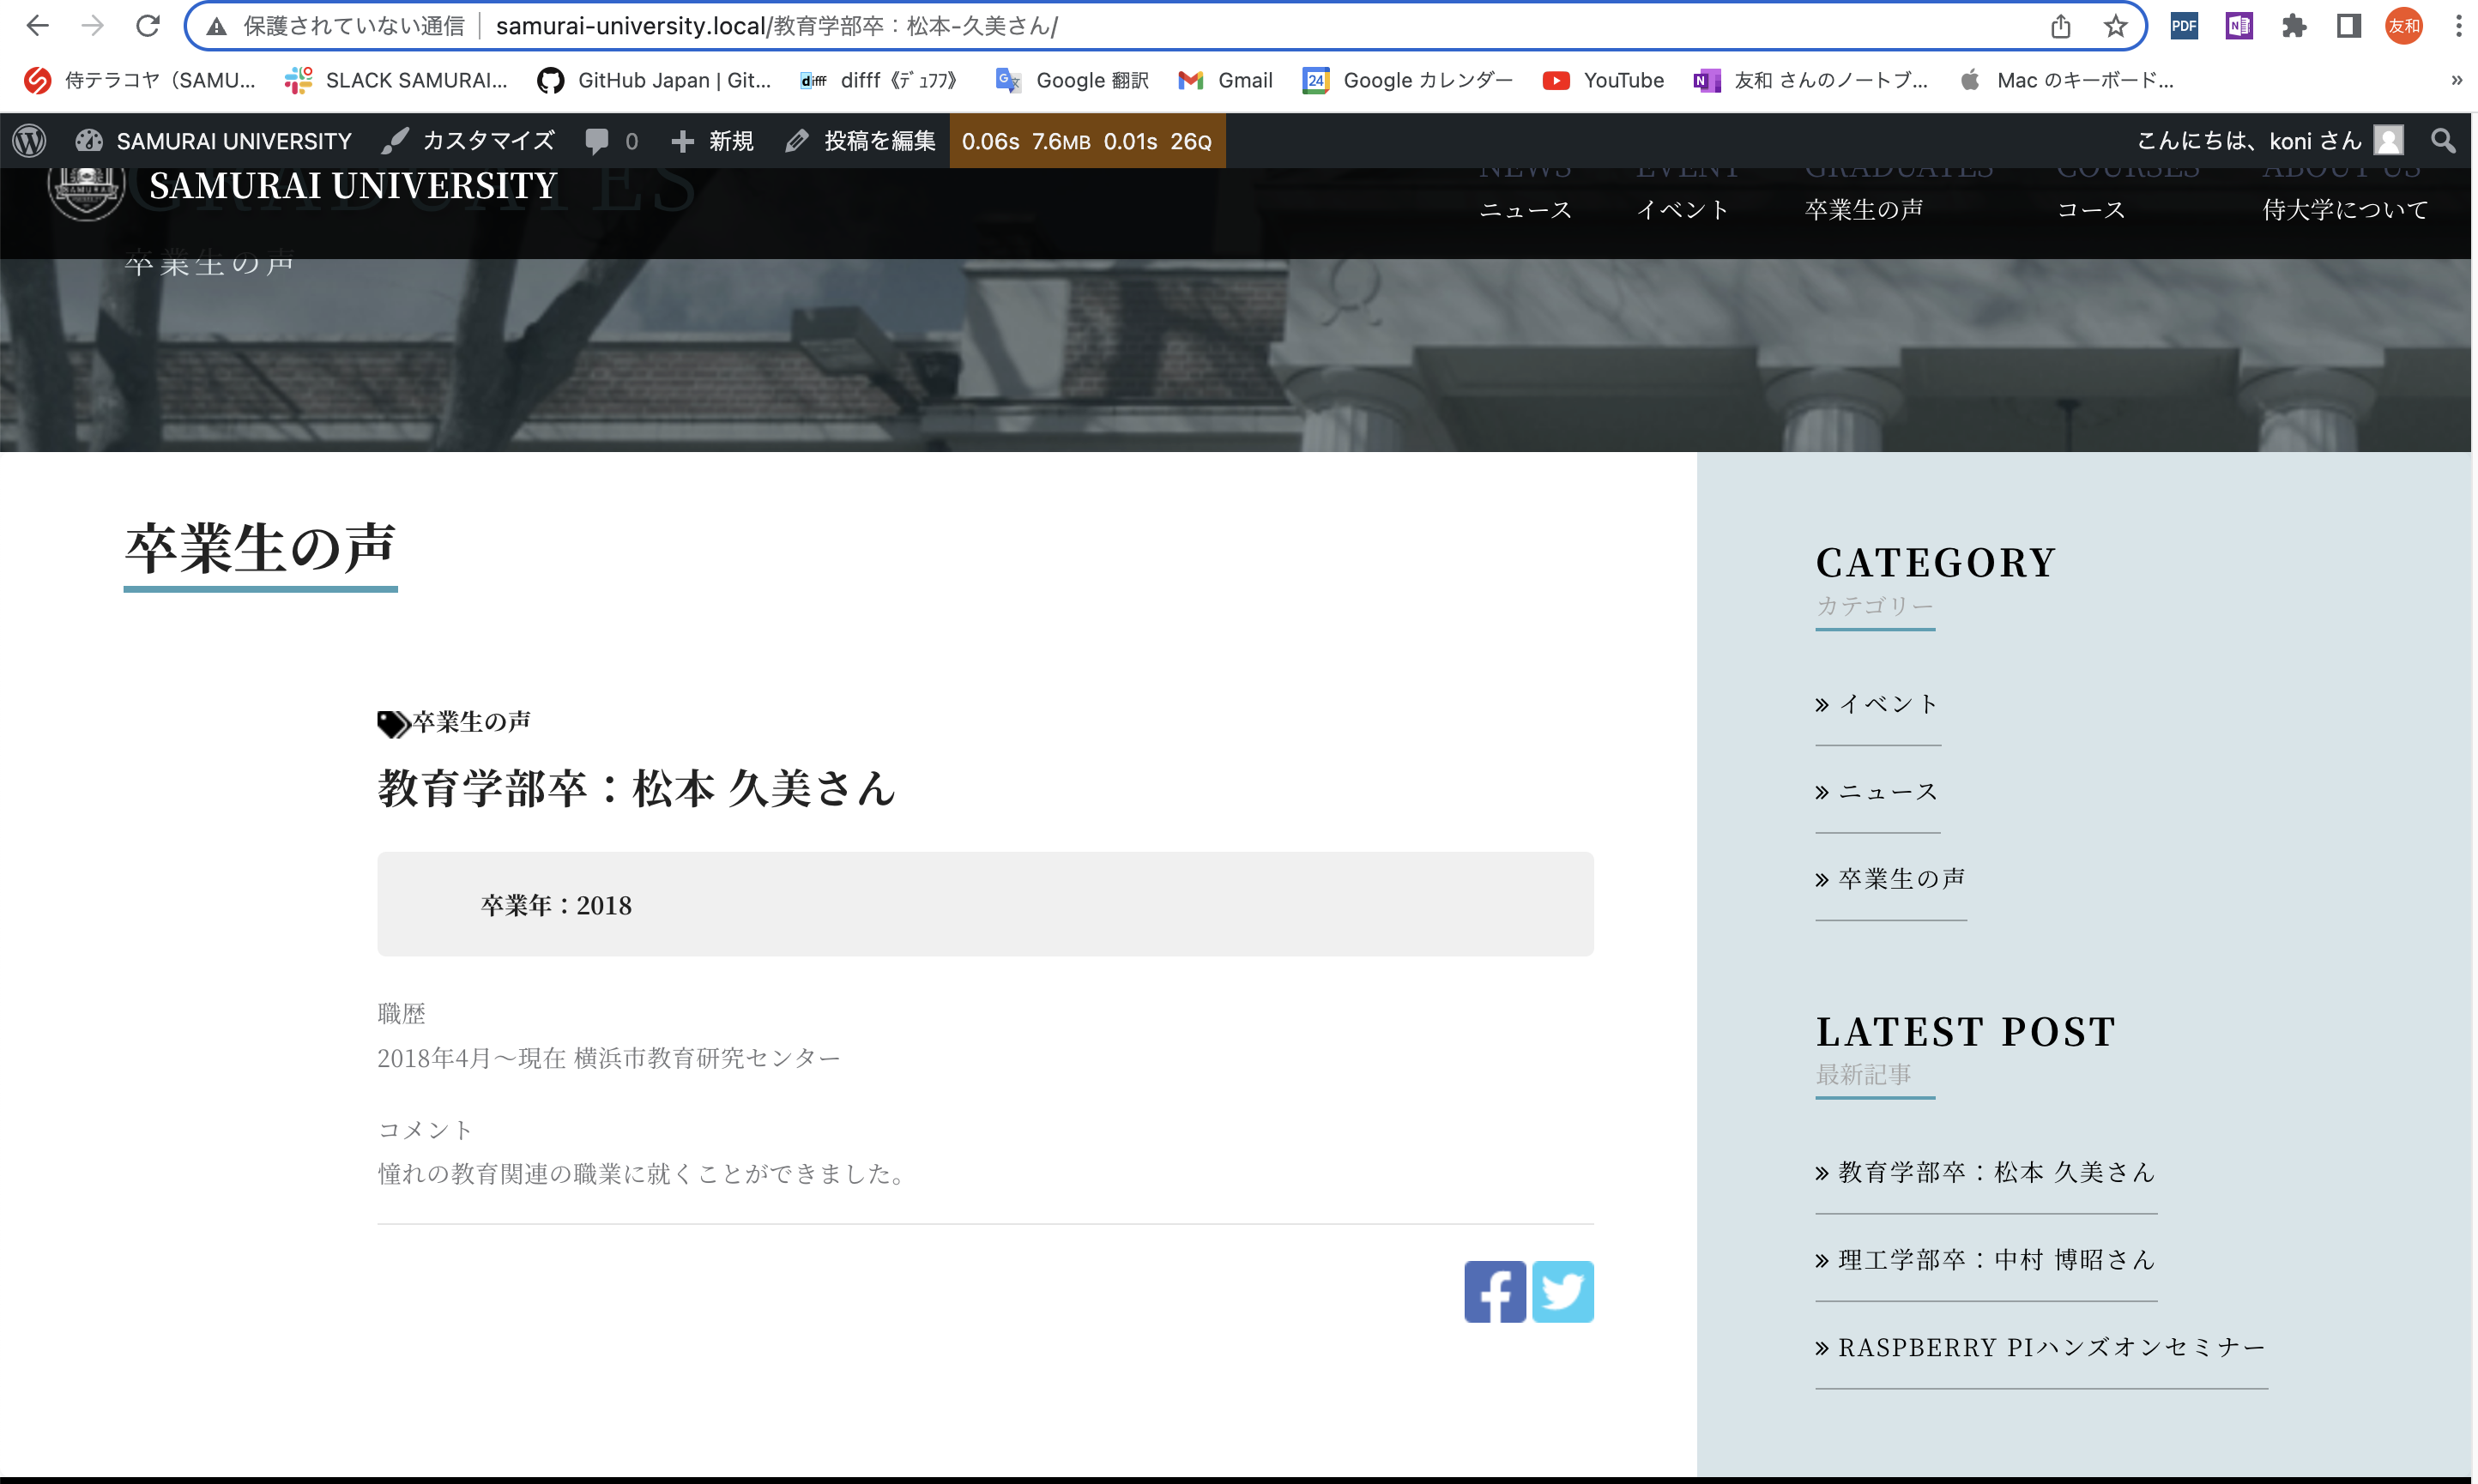 保護されていない通信 samurai-university.local/教育学部卒：松本-久美さん/
PDF N 友和
侍テラコヤ（SAMU... SLACK SAMURAI... GitHub Japan | Git... difff difff《ﾃﾞｭﾌﾌ》 Google 翻訳 Gmail 24 Google カレンダー YouTube N 友和 さんのノートブ... Mac のキーボード... »
SAMURAI UNIVERSITY カスタマイズ 0 新規 投稿を編集 0.06s 7.6MB 0.01s 26Q こんにちは、koni さん
GRADUATES
SAMURAI UNIVERSITY
NEWS EVENT GRADUATES COURSES ABOUT US
ニュース イベント 卒業生の声 コース 侍大学について
卒業生の声
卒業生の声
卒業生の声
教育学部卒：松本 久美さん
卒業年：2018
職歴
2018年4月〜現在 横浜市教育研究センター
コメント
憧れの教育関連の職業に就くことができました。
CATEGORY
カテゴリー
» イベント
» ニュース
» 卒業生の声
LATEST POST
最新記事
» 教育学部卒：松本 久美さん
» 理工学部卒：中村 博昭さん
» RASPBERRY PIハンズオンセミナー